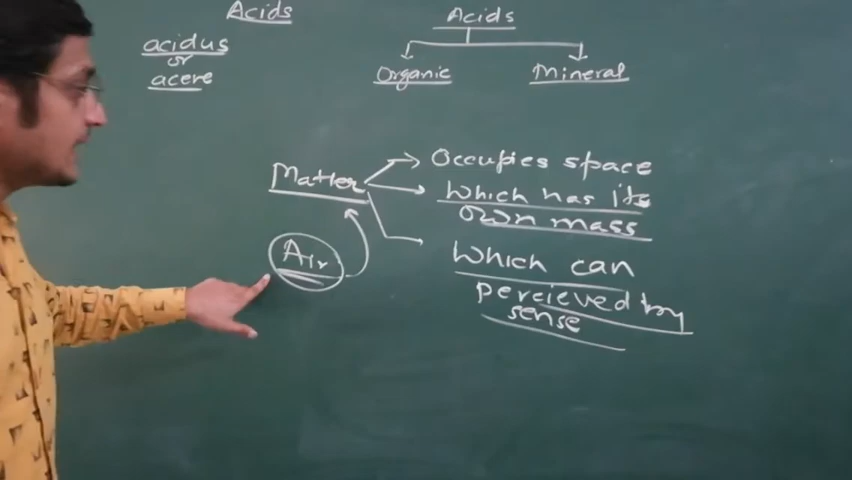 Acids
acidus
or
acere
Acids
Organic Mineral
Matter
Air
Occupies space
Which has its
own mass
Which can
percieved by
sense